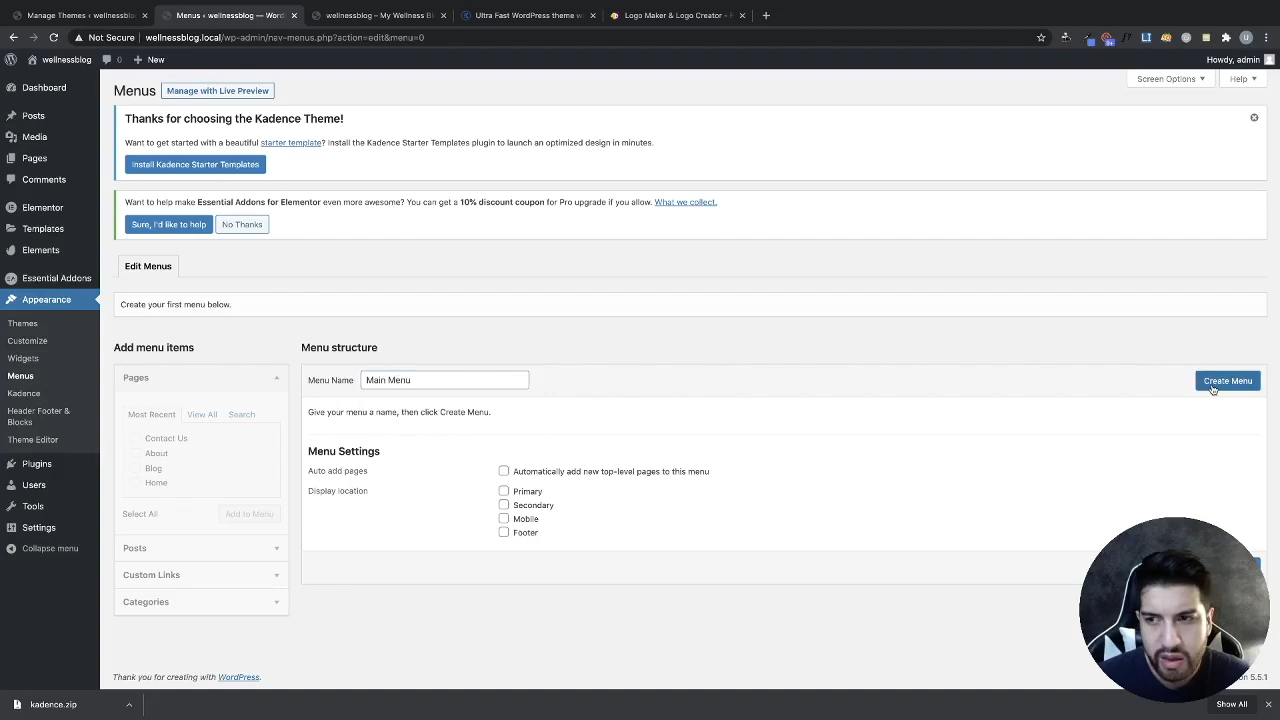 Manage Themes ‹ wellnessblog
Menus ‹ wellnessblog — Word
wellnessblog – My Wellness Bl
Ultra Fast WordPress theme w
Logo Maker & Logo Creator - F
Not Secure
wellnessblog.local/wp-admin/nav-menus.php?action=edit&menu=0
wellnessblog
0
New
Howdy, admin
Dashboard
Posts
Media
Pages
Comments
Elementor
Templates
Elements
Essential Addons
Appearance
Themes
Customize
Widgets
Menus
Kadence
Header Footer &
Blocks
Theme Editor
Plugins
Users
Tools
Settings
Collapse menu
Screen Options
Help
Menus
Manage with Live Preview
Thanks for choosing the Kadence Theme!
Want to get started with a beautiful starter template? Install the Kadence Starter Templates plugin to launch an optimized design in minutes.
Install Kadence Starter Templates
Want to help make Essential Addons for Elementor even more awesome? You can get a 10% discount coupon for Pro upgrade if you allow. What we collect.
Sure, I'd like to help
No Thanks
Edit Menus
Create your first menu below.
Add menu items
Pages
Most Recent
View All
Search
Contact Us
About
Blog
Home
Select All
Add to Menu
Posts
Custom Links
Categories
Menu structure
Menu Name
Main Menu
Create Menu
Give your menu a name, then click Create Menu.
Menu Settings
Auto add pages
Automatically add new top-level pages to this menu
Display location
Primary
Secondary
Mobile
Footer
Thank you for creating with WordPress.
5.5.1
kadence.zip
Show All